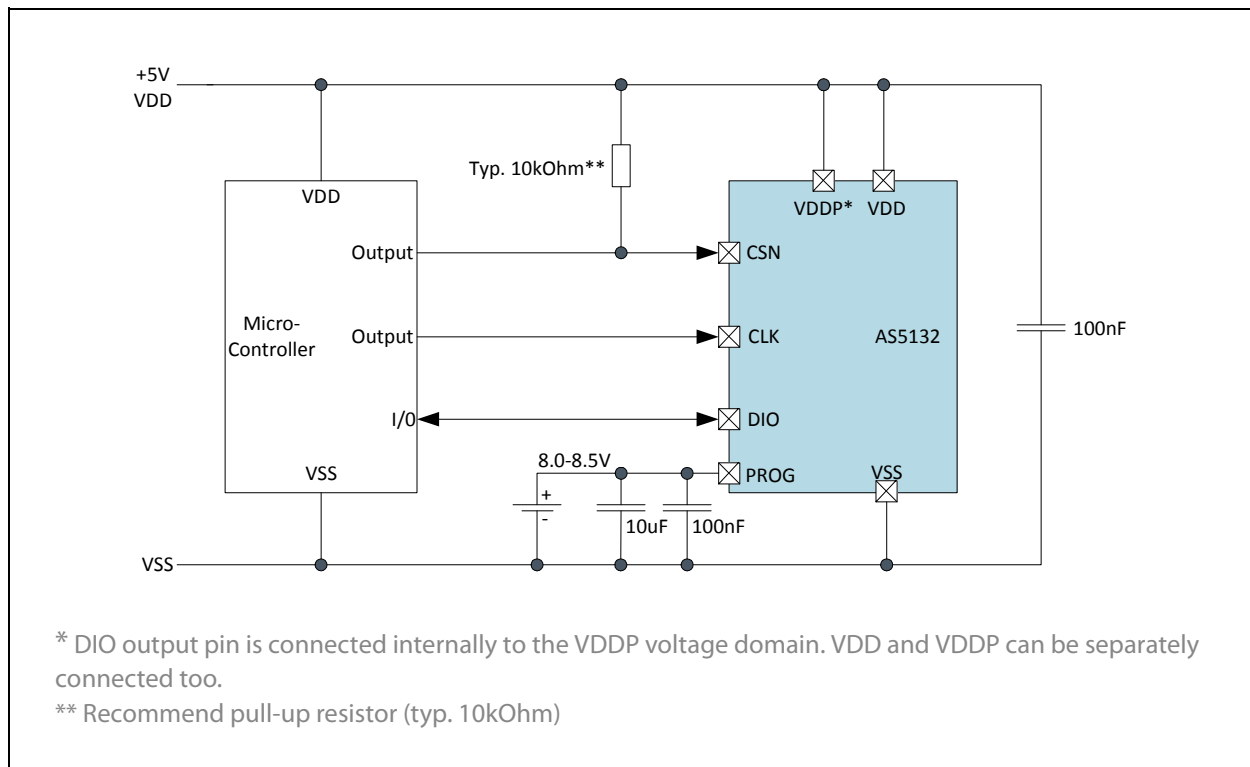 +5V
VDD
Typ. 10kOhm**
VDD
VDDP* VDD
Output
CSN
Micro-
Controller
Output
CLK
AS5132
100nF
I/0
DIO
8.0-8.5V
VSS
PROG
VSS
+
-
10uF
100nF
VSS
* DIO output pin is connected internally to the VDDP voltage domain. VDD and VDDP can be separately
connected too.
** Recommend pull-up resistor (typ. 10kOhm)